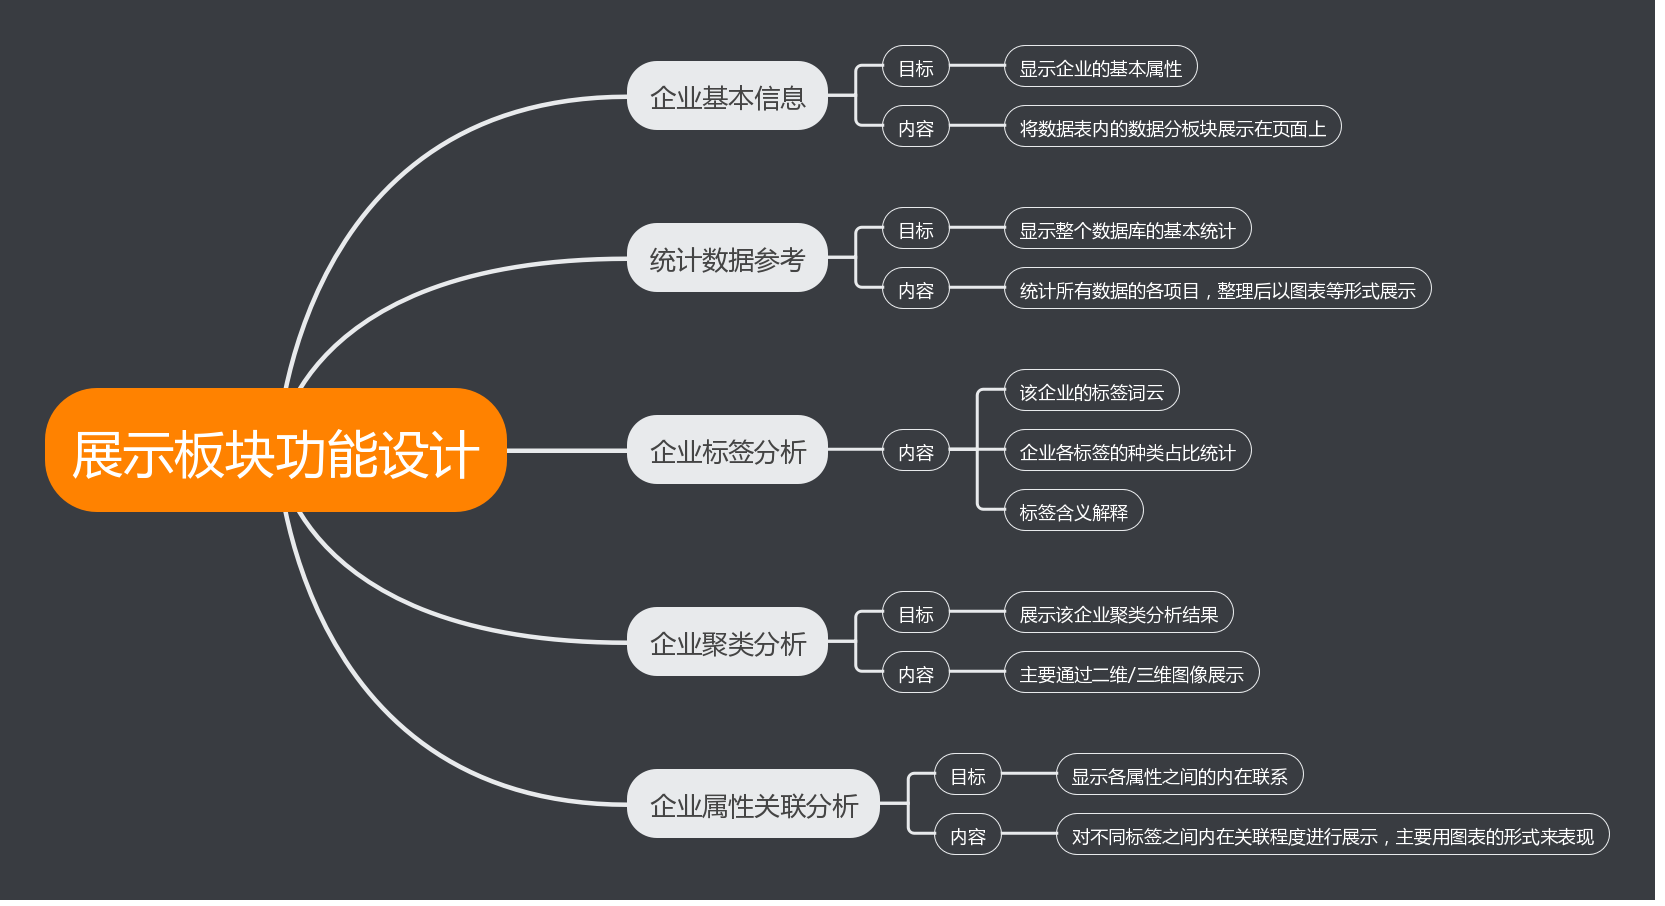 展示板块功能设计
企业基本信息
目标
显示企业的基本属性
内容
将数据表内的数据分板块展示在页面上
统计数据参考
目标
显示整个数据库的基本统计
内容
统计所有数据的各项目，整理后以图表等形式展示
企业标签分析
内容
该企业的标签词云
企业各标签的种类占比统计
标签含义解释
企业聚类分析
目标
展示该企业聚类分析结果
内容
主要通过二维/三维图像展示
企业属性关联分析
目标
显示各属性之间的内在联系
内容
对不同标签之间内在关联程度进行展示，主要用图表的形式来表现